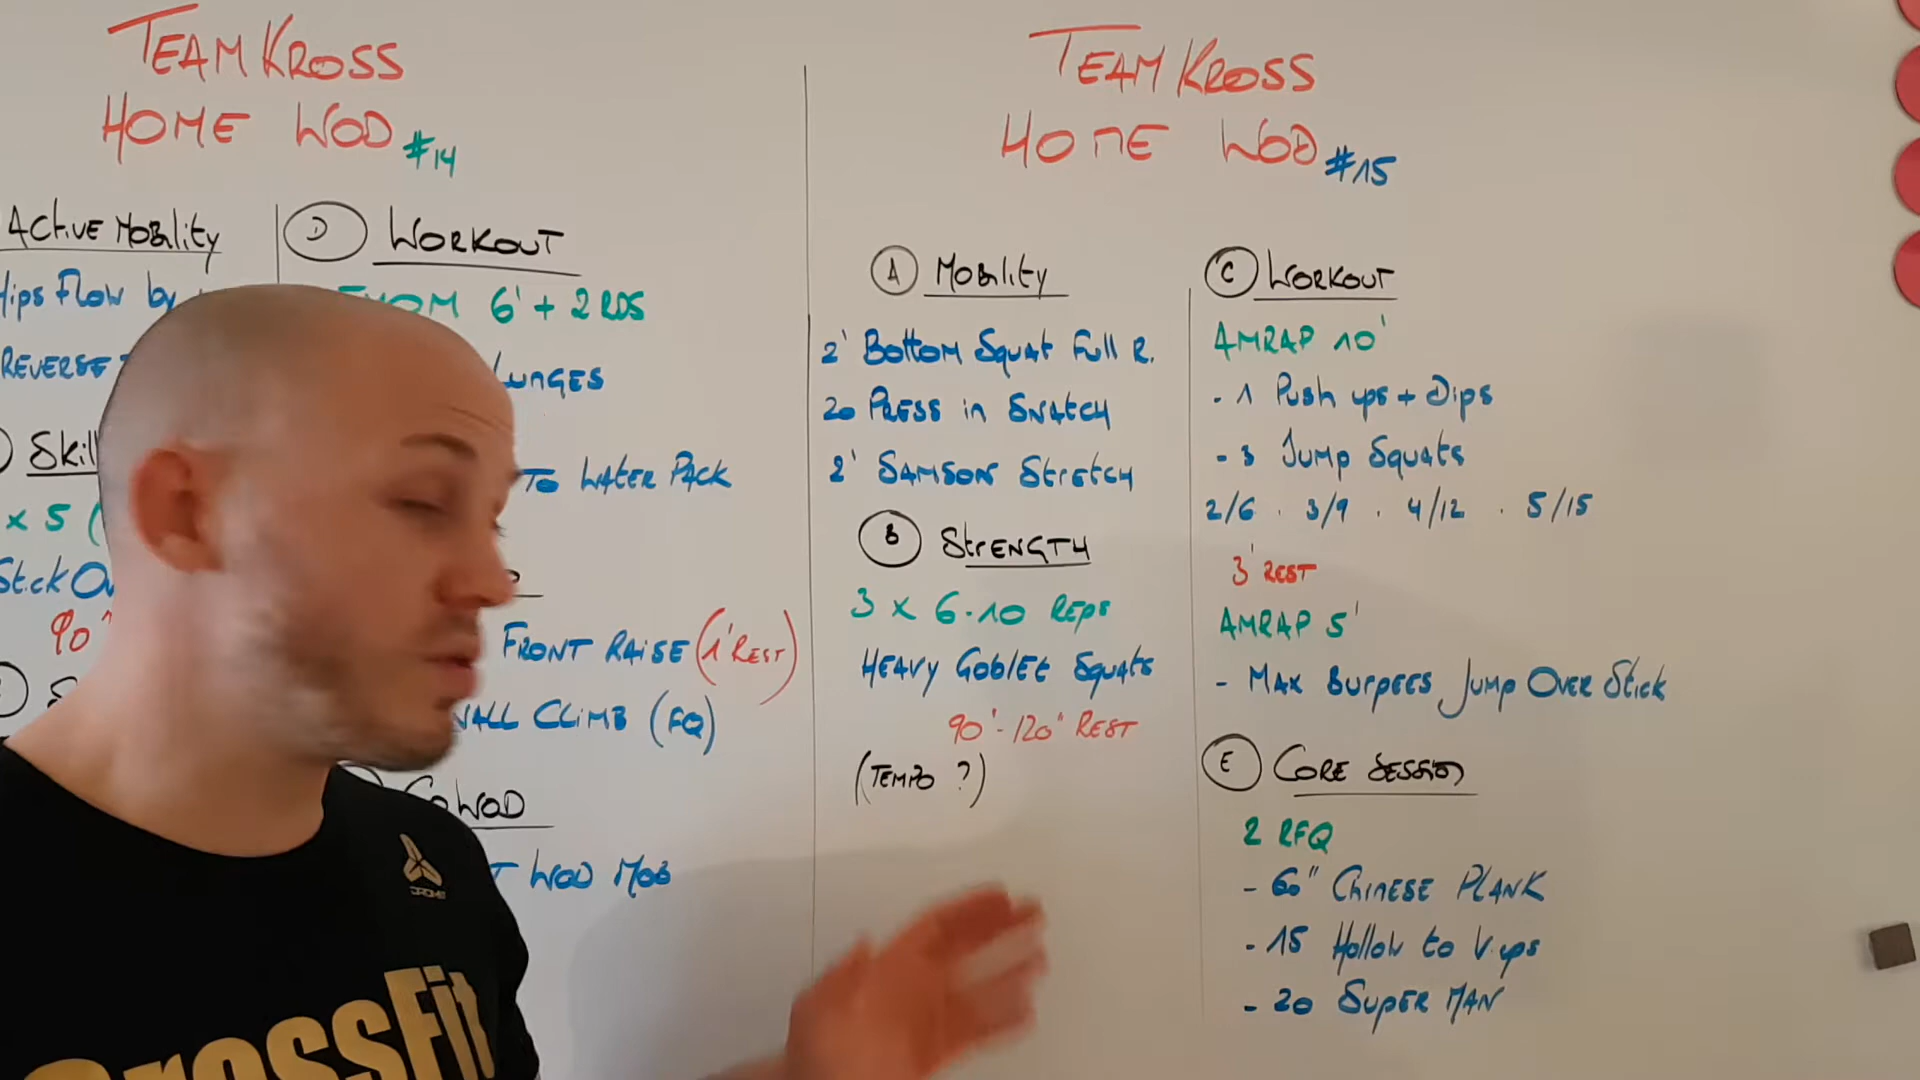 TEAM KROSS
HOME WOD #14
ACTIVE MOBILITY
HIPS FLOW by
REVERSE
SKILL
x 5 (
STICK
90"
D WORKOUT
EMOM 6' + 2 RDS
LUNGES
TO WATER PACK
FRONT RAISE (1' REST)
WALL CLIMB (FQ)
COWOD
WOD MOB
TEAM KROSS
HOME WOD #15
A MOBILITY
2' BOTTOM SQUAT FULL R.
20 PRESS in SNATCH
2' SAMSON STRETCH
B STRENGTH
3 x 6-10 REPS
HEAVY GOBLET SQUATS
90'-120" REST
(TEMPO ?)
C WORKOUT
AMRAP 10'
- 1 Push ups + Dips
- 3 Jump Squats
2/6 . 3/9 . 4/12 . 5/15
3' REST
AMRAP 5'
- MAX BURPEES JUMP OVER STICK
E CORE SESSION
2 RFQ
- 60" CHINESE PLANK
- 15 Hollow to V.ups
- 20 SUPER MAN
CROSSFIT